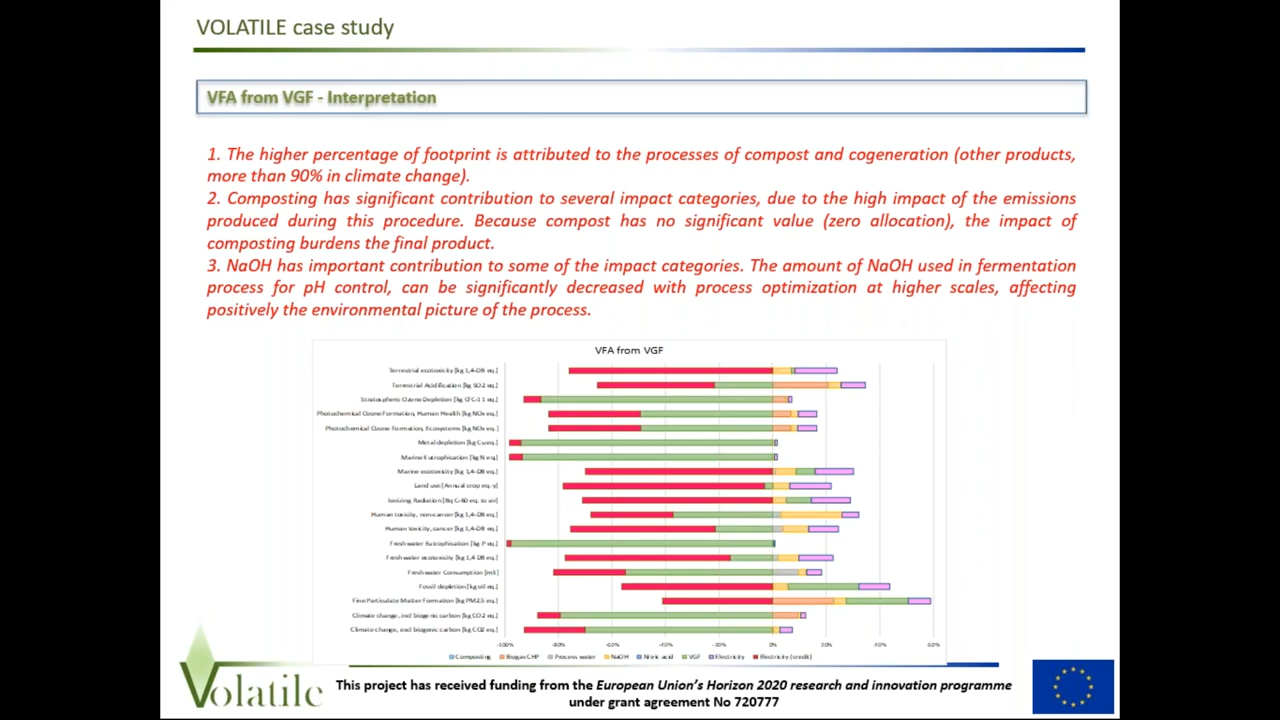 VOLATILE case study
VFA from VGF - Interpretation
1. The higher percentage of footprint is attributed to the processes of compost and cogeneration (other products,
more than 90% in climate change).
2. Composting has significant contribution to several impact categories, due to the high impact of the emissions
produced during this procedure. Because compost has no significant value (zero allocation), the impact of
composting burdens the final product.
3. NaOH has important contribution to some of the impact categories. The amount of NaOH used in fermentation
process for pH control, can be significantly decreased with process optimization at higher scales, affecting
positively the environmental picture of the process.
VFA from VGF
Terrestrial ecotoxicity [kg 1,4-DB eq.]
Terrestrial Acidification [kg SO2 eq.]
Stratospheric Ozone Depletion [kg CFC-11 eq.]
Photochemical Ozone Formation, Human Health [kg NOx eq.]
Photochemical Ozone Formation, Ecosystems [kg NOx eq.]
Metal depletion [kg Cu eq.]
Marine Eutrophication [kg N eq.]
Marine ecotoxicity [kg 1,4-DB eq.]
Land use [Annual crop eq.·y]
Ionizing Radiation [Bq C-60 eq. to air]
Human toxicity, non-cancer [kg 1,4-DB eq.]
Human toxicity, cancer [kg 1,4-DB eq.]
Freshwater Eutrophication [kg P eq.]
Freshwater ecotoxicity [kg 1,4 DB eq.]
Freshwater Consumption [m3]
Fossil depletion [kg oil eq.]
Fine Particulate Matter Formation [kg PM2.5 eq.]
Climate change, incl biogenic carbon [kg CO2 eq.]
Climate change, excl biogenic carbon [kg CO2 eq.]
-100% -80% -60% -40% -20% 0% 20% 40% 60%
Composting Biogas CHP Process water NaOH Nitric acid VGF Electricity Electricity (credit)
Volatile
This project has received funding from the European Union's Horizon 2020 research and innovation programme
under grant agreement No 720777